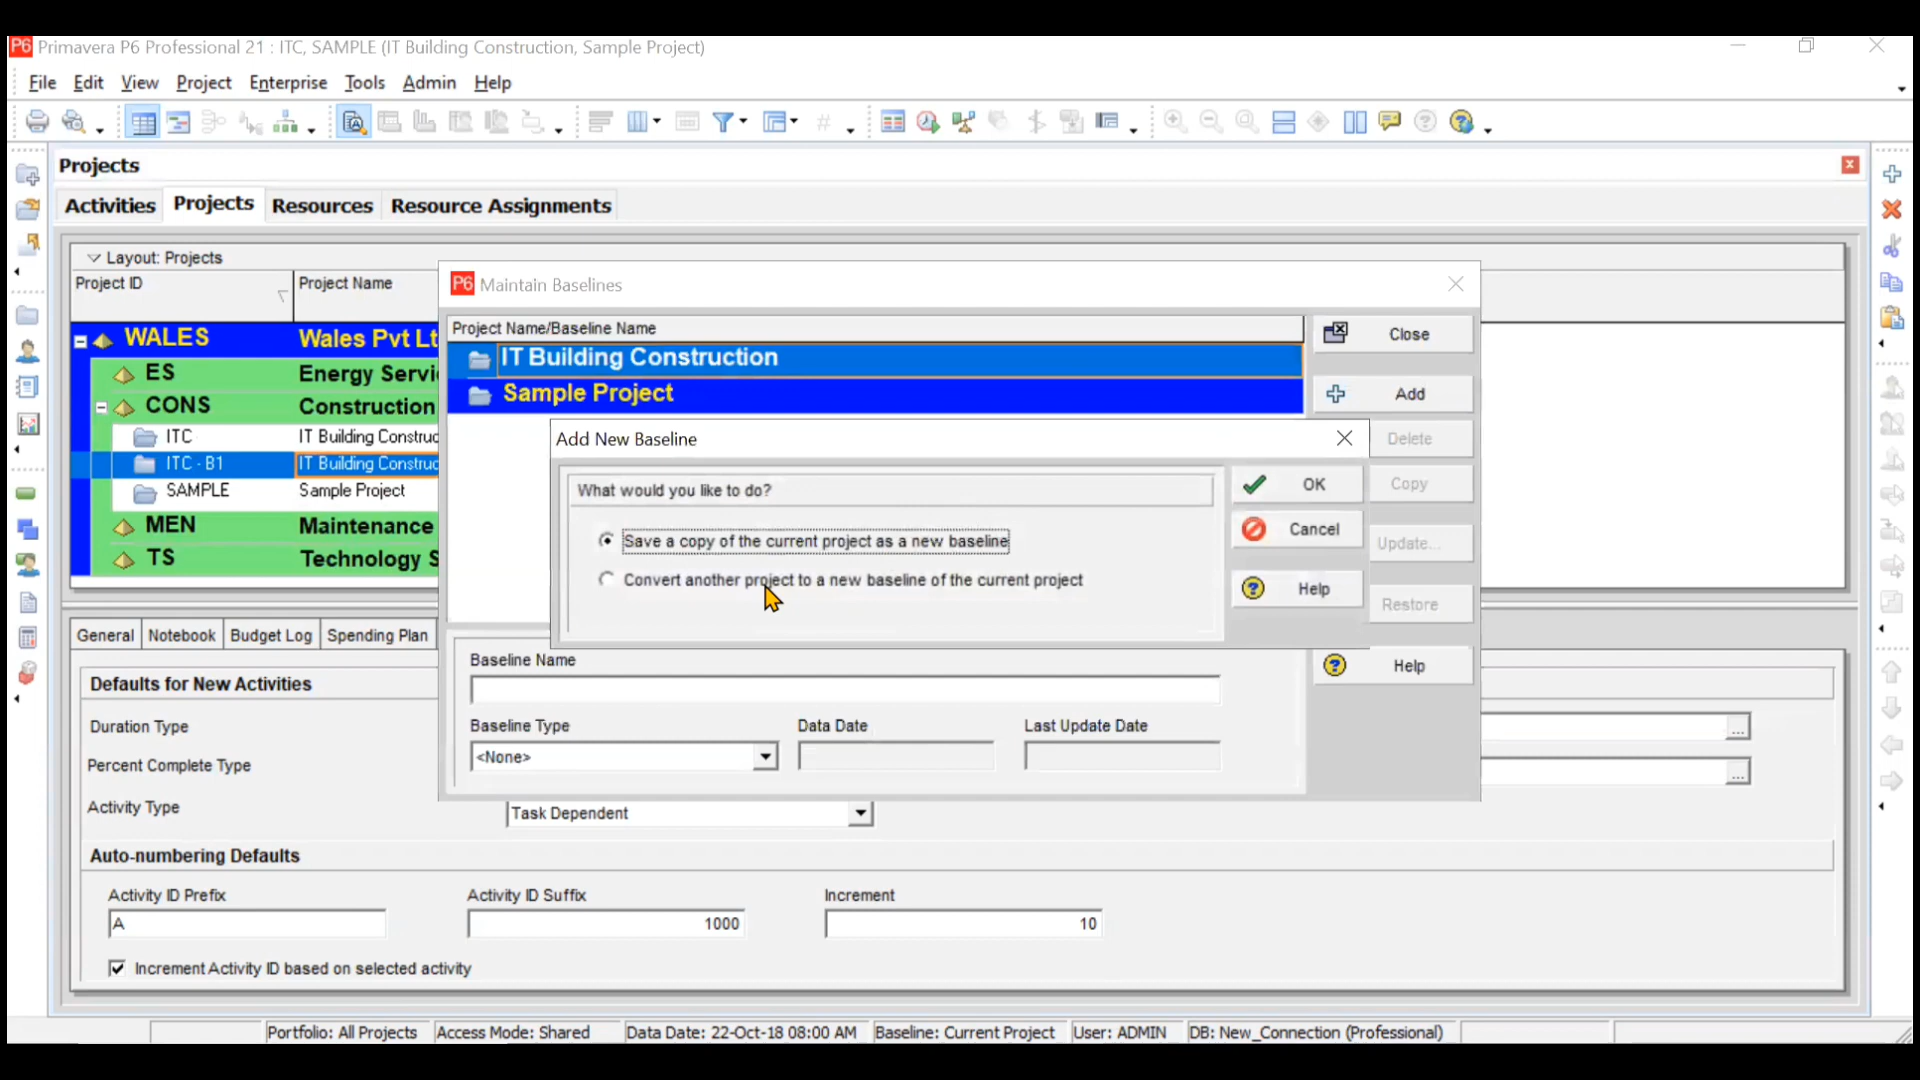 P6 Primavera P6 Professional 21 : ITC, SAMPLE (IT Building Construction, Sample Project)
File Edit View Project Enterprise Tools Admin Help
Projects
Activities Projects Resources Resource Assignments
Layout: Projects
Project ID Project Name
WALES Wales Pvt Lt
ES Energy Servi
CONS Construction
ITC IT Building Construc
ITC - B1 IT Building Construc
SAMPLE Sample Project
MEN Maintenance
TS Technology S
P6 Maintain Baselines
Project Name/Baseline Name
IT Building Construction
Sample Project
Close
Add
Delete
Copy
Update...
Restore
Help
Add New Baseline
What would you like to do?
Save a copy of the current project as a new baseline
Convert another project to a new baseline of the current project
OK
Cancel
Help
Baseline Name
Baseline Type Data Date Last Update Date
<None>
General Notebook Budget Log Spending Plan
Defaults for New Activities
Duration Type
Percent Complete Type
Activity Type Task Dependent
Auto-numbering Defaults
Activity ID Prefix Activity ID Suffix Increment
A 1000 10
Increment Activity ID based on selected activity
Portfolio: All Projects Access Mode: Shared Data Date: 22-Oct-18 08:00 AM Baseline: Current Project User: ADMIN DB: New_Connection (Professional)